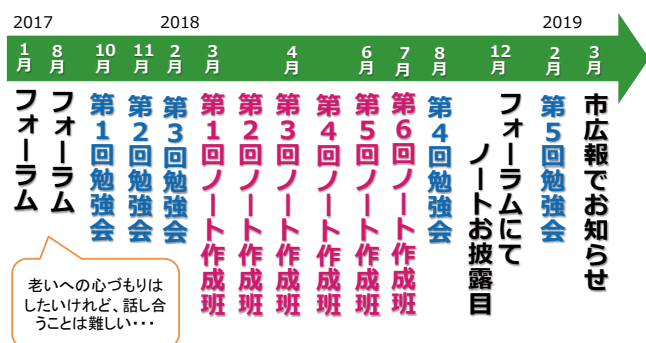 2017
2018
2019
1月
8月
10月
11月
2月
3月
4月
6月
7月
8月
12月
2月
3月
フォーラム
フォーラム
第1回勉強会
第2回勉強会
第3回勉強会
第1回ノート作成班
第2回ノート作成班
第3回ノート作成班
第4回ノート作成班
第5回ノート作成班
第6回ノート作成班
第4回勉強会
フォーラムにて
ノートお披露目
第5回勉強会
市広報でお知らせ
老いへの心づもりは
したいけれど、話し合
うことは難しい・・・